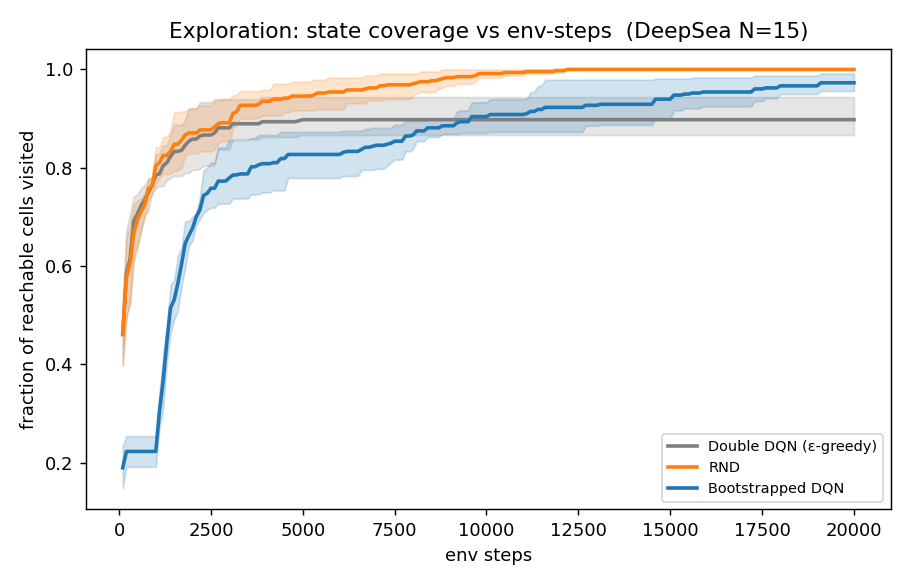 Exploration: state coverage vs env-steps  (DeepSea N=15)
fraction of reachable cells visited
1.0
0.8
0.6
0.4
0.2
0 2500 5000 7500 10000 12500 15000 17500 20000
env steps
Double DQN (ε-greedy)
RND
Bootstrapped DQN